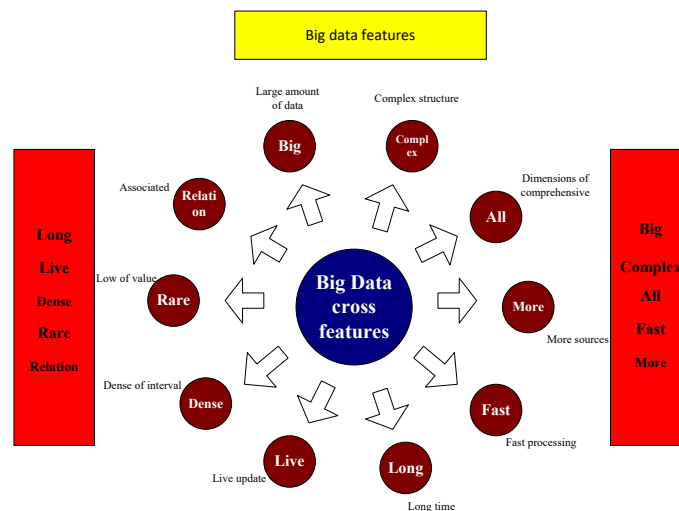 Big data features
Large amount
of data
Complex structure
Big
Compl
ex
Associated
Relati
on
Dimensions of
comprehensive
All
Long
Live
Dense
Rare
Relation
Low of value
Rare
Big Data
cross
features
More
More sources
Big
Complex
All
Fast
More
Dense of interval
Dense
Fast
Fast processing
Live update
Live
Long
Long time